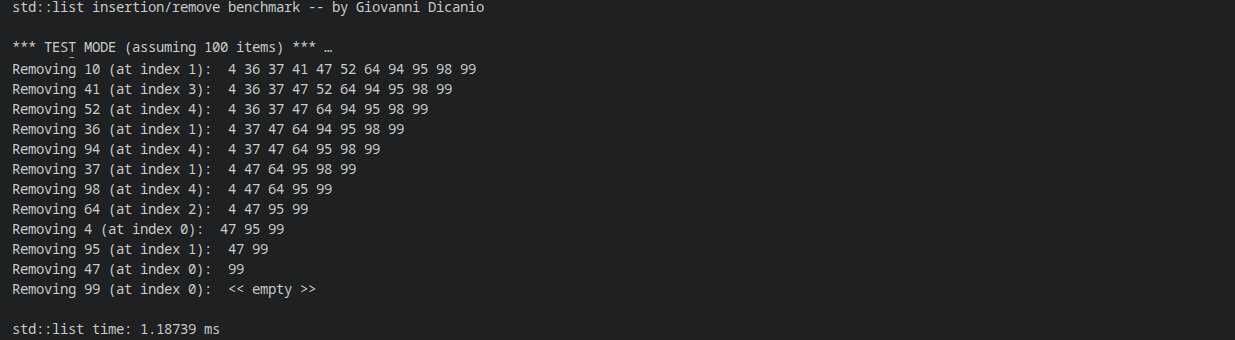 std::list insertion/remove benchmark -- by Giovanni Dicanio
*** TEST MODE (assuming 100 items) *** …
Removing 10 (at index 1):  4 36 37 41 47 52 64 94 95 98 99
Removing 41 (at index 3):  4 36 37 47 52 64 94 95 98 99
Removing 52 (at index 4):  4 36 37 47 64 94 95 98 99
Removing 36 (at index 1):  4 37 47 64 94 95 98 99
Removing 94 (at index 4):  4 37 47 64 95 98 99
Removing 37 (at index 1):  4 47 64 95 98 99
Removing 98 (at index 4):  4 47 64 95 99
Removing 64 (at index 2):  4 47 95 99
Removing 4 (at index 0):  47 95 99
Removing 95 (at index 1):  47 99
Removing 47 (at index 0):  99
Removing 99 (at index 0):  << empty >>
std::list time: 1.18739 ms